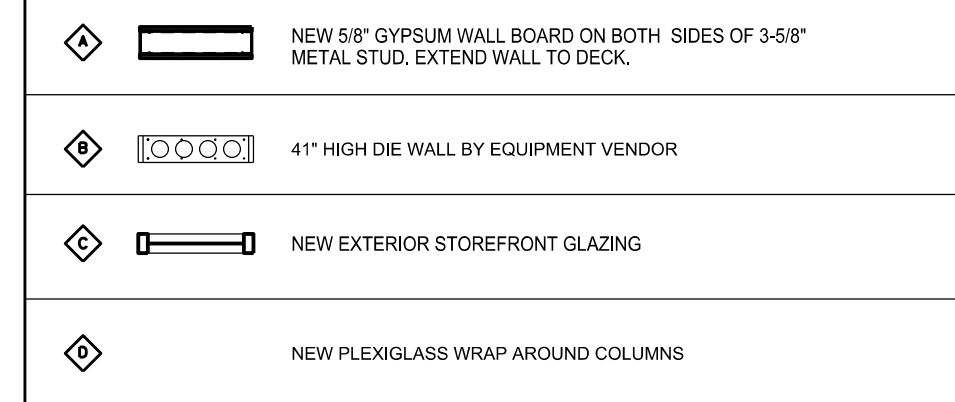 A
NEW 5/8" GYPSUM WALL BOARD ON BOTH SIDES OF 3-5/8"
METAL STUD. EXTEND WALL TO DECK.
B
41" HIGH DIE WALL BY EQUIPMENT VENDOR
C
NEW EXTERIOR STOREFRONT GLAZING
D
NEW PLEXIGLASS WRAP AROUND COLUMNS